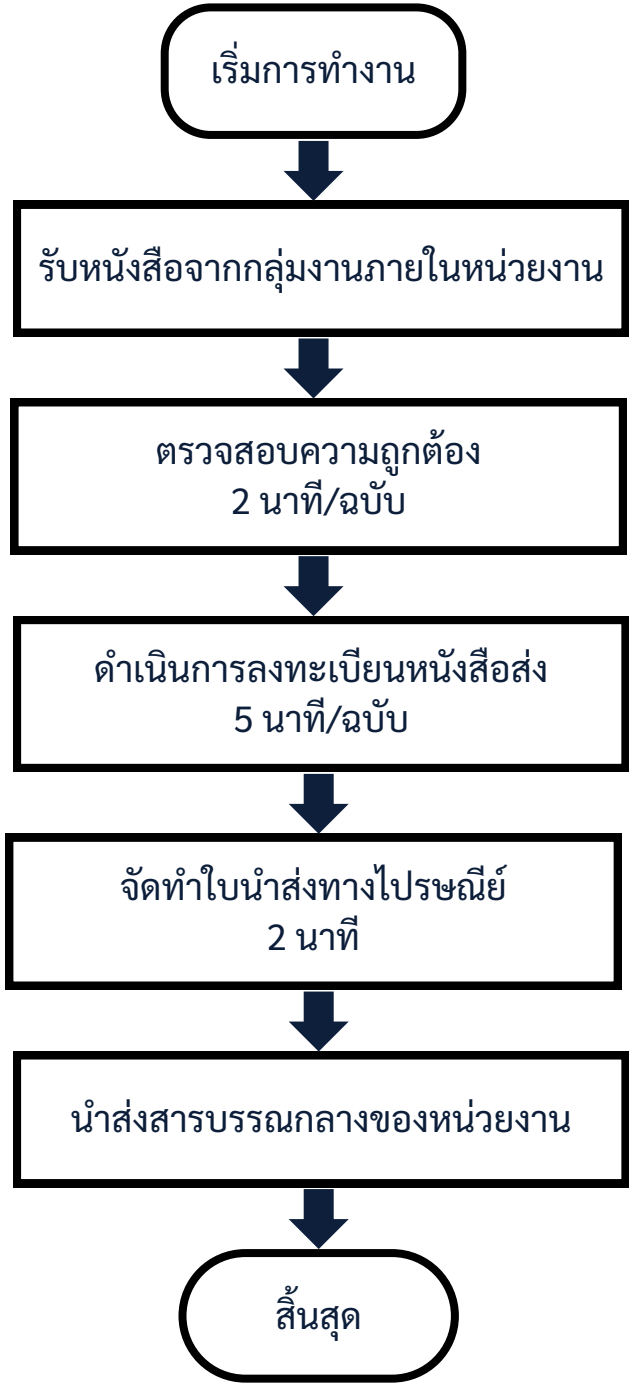 เริ่มการทำงาน
รับหนังสือจากกลุ่มงานภายในหน่วยงาน
ตรวจสอบความถูกต้อง
2 นาที/ฉบับ
ดำเนินการลงทะเบียนหนังสือส่ง
5 นาที/ฉบับ
จัดทำใบนำส่งทางไปรษณีย์
2 นาที
นำส่งสารบรรณกลางของหน่วยงาน
สิ้นสุด